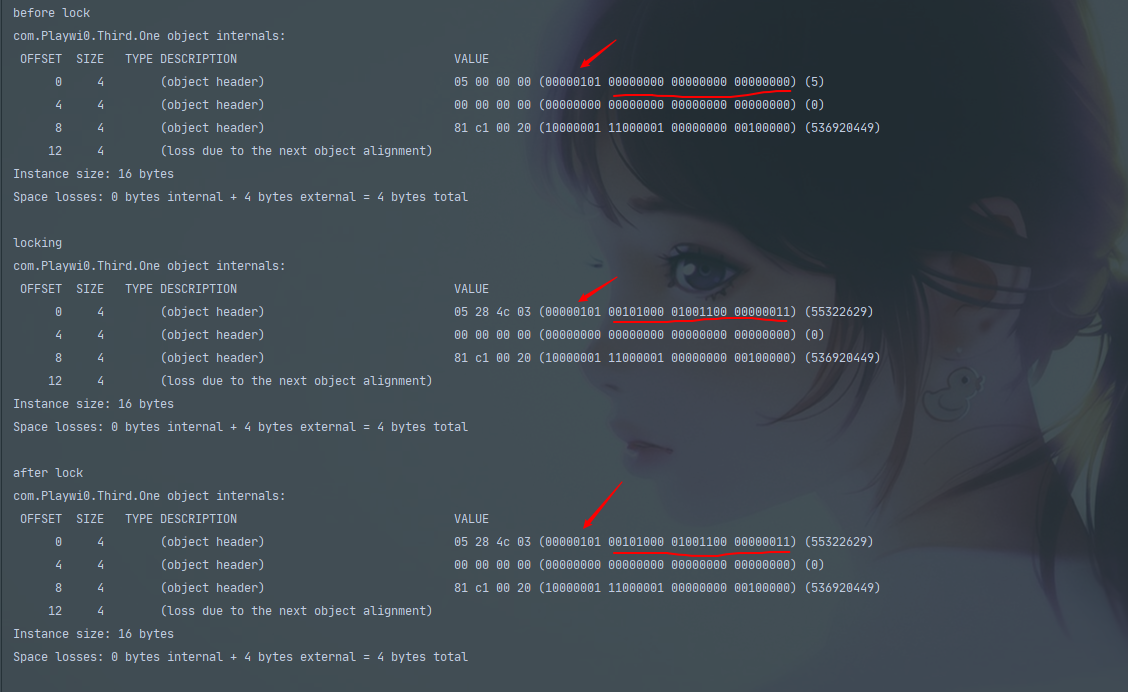 before lock
com.Playwi0.Third.One object internals:
OFFSET SIZE TYPE DESCRIPTION VALUE
0 4 (object header) 05 00 00 00 (00000101 00000000 00000000 00000000) (5)
4 4 (object header) 00 00 00 00 (00000000 00000000 00000000 00000000) (0)
8 4 (object header) 81 c1 00 20 (10000001 11000001 00000000 00100000) (536920449)
12 4 (loss due to the next object alignment)
Instance size: 16 bytes
Space losses: 0 bytes internal + 4 bytes external = 4 bytes total
locking
com.Playwi0.Third.One object internals:
OFFSET SIZE TYPE DESCRIPTION VALUE
0 4 (object header) 05 28 4c 03 (00000101 00101000 01001100 00000011) (55322629)
4 4 (object header) 00 00 00 00 (00000000 00000000 00000000 00000000) (0)
8 4 (object header) 81 c1 00 20 (10000001 11000001 00000000 00100000) (536920449)
12 4 (loss due to the next object alignment)
Instance size: 16 bytes
Space losses: 0 bytes internal + 4 bytes external = 4 bytes total
after lock
com.Playwi0.Third.One object internals:
OFFSET SIZE TYPE DESCRIPTION VALUE
0 4 (object header) 05 28 4c 03 (00000101 00101000 01001100 00000011) (55322629)
4 4 (object header) 00 00 00 00 (00000000 00000000 00000000 00000000) (0)
8 4 (object header) 81 c1 00 20 (10000001 11000001 00000000 00100000) (536920449)
12 4 (loss due to the next object alignment)
Instance size: 16 bytes
Space losses: 0 bytes internal + 4 bytes external = 4 bytes total